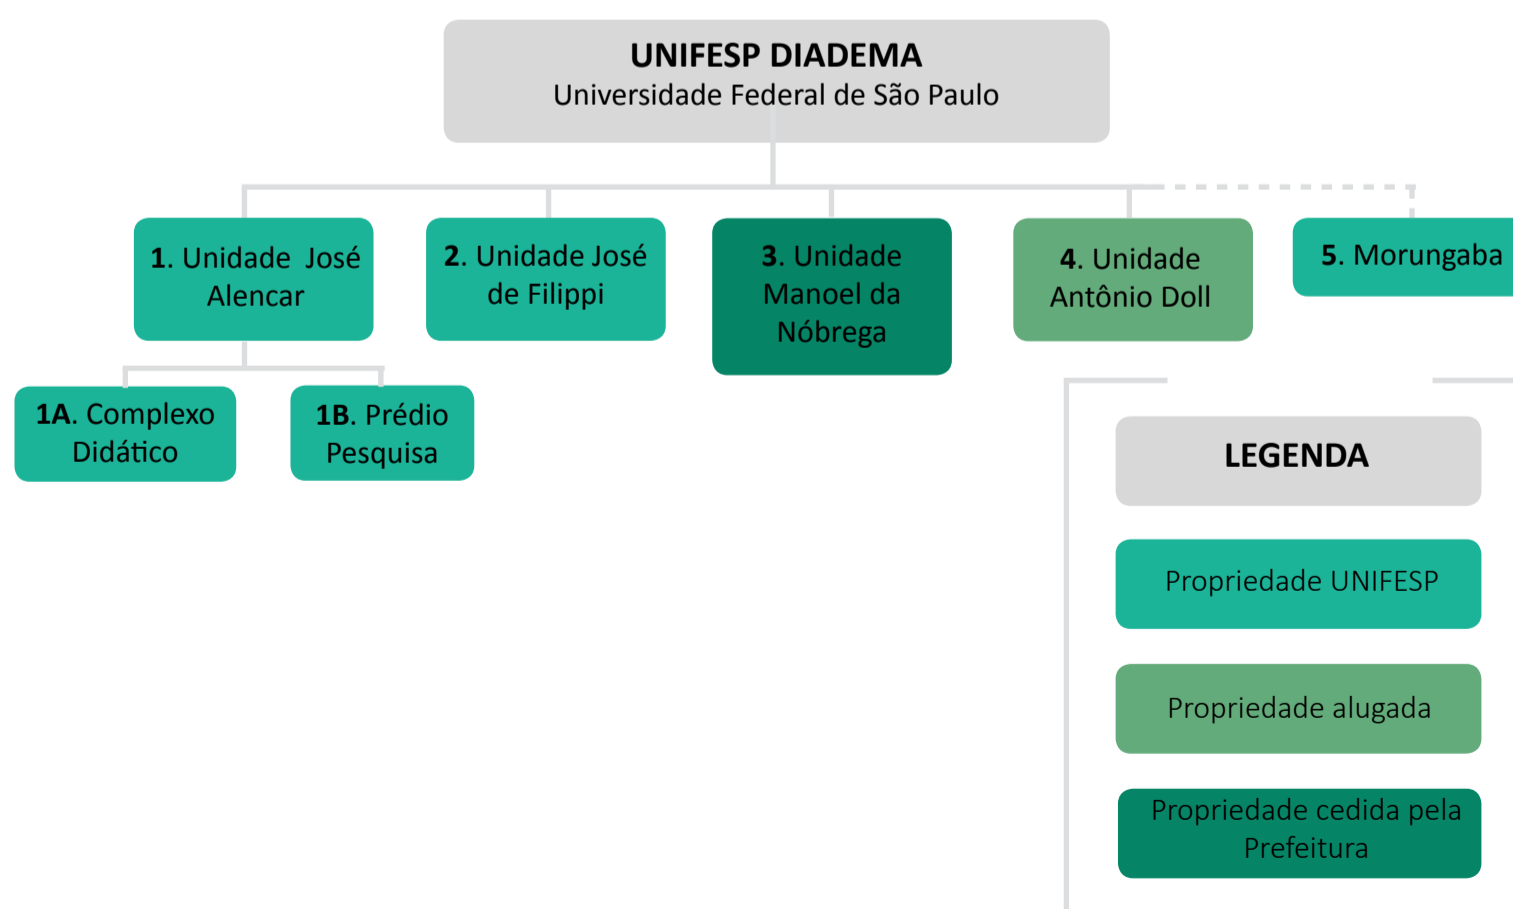 UNIFESP DIADEMA
Universidade Federal de São Paulo
1. Unidade José
Alencar
2. Unidade José
de Filippi
3. Unidade
Manoel da
Nóbrega
4. Unidade
Antônio Doll
5. Morungaba
1A. Complexo
Didático
1B. Prédio
Pesquisa
LEGENDA
Propriedade UNIFESP
Propriedade alugada
Propriedade cedida pela
Prefeitura